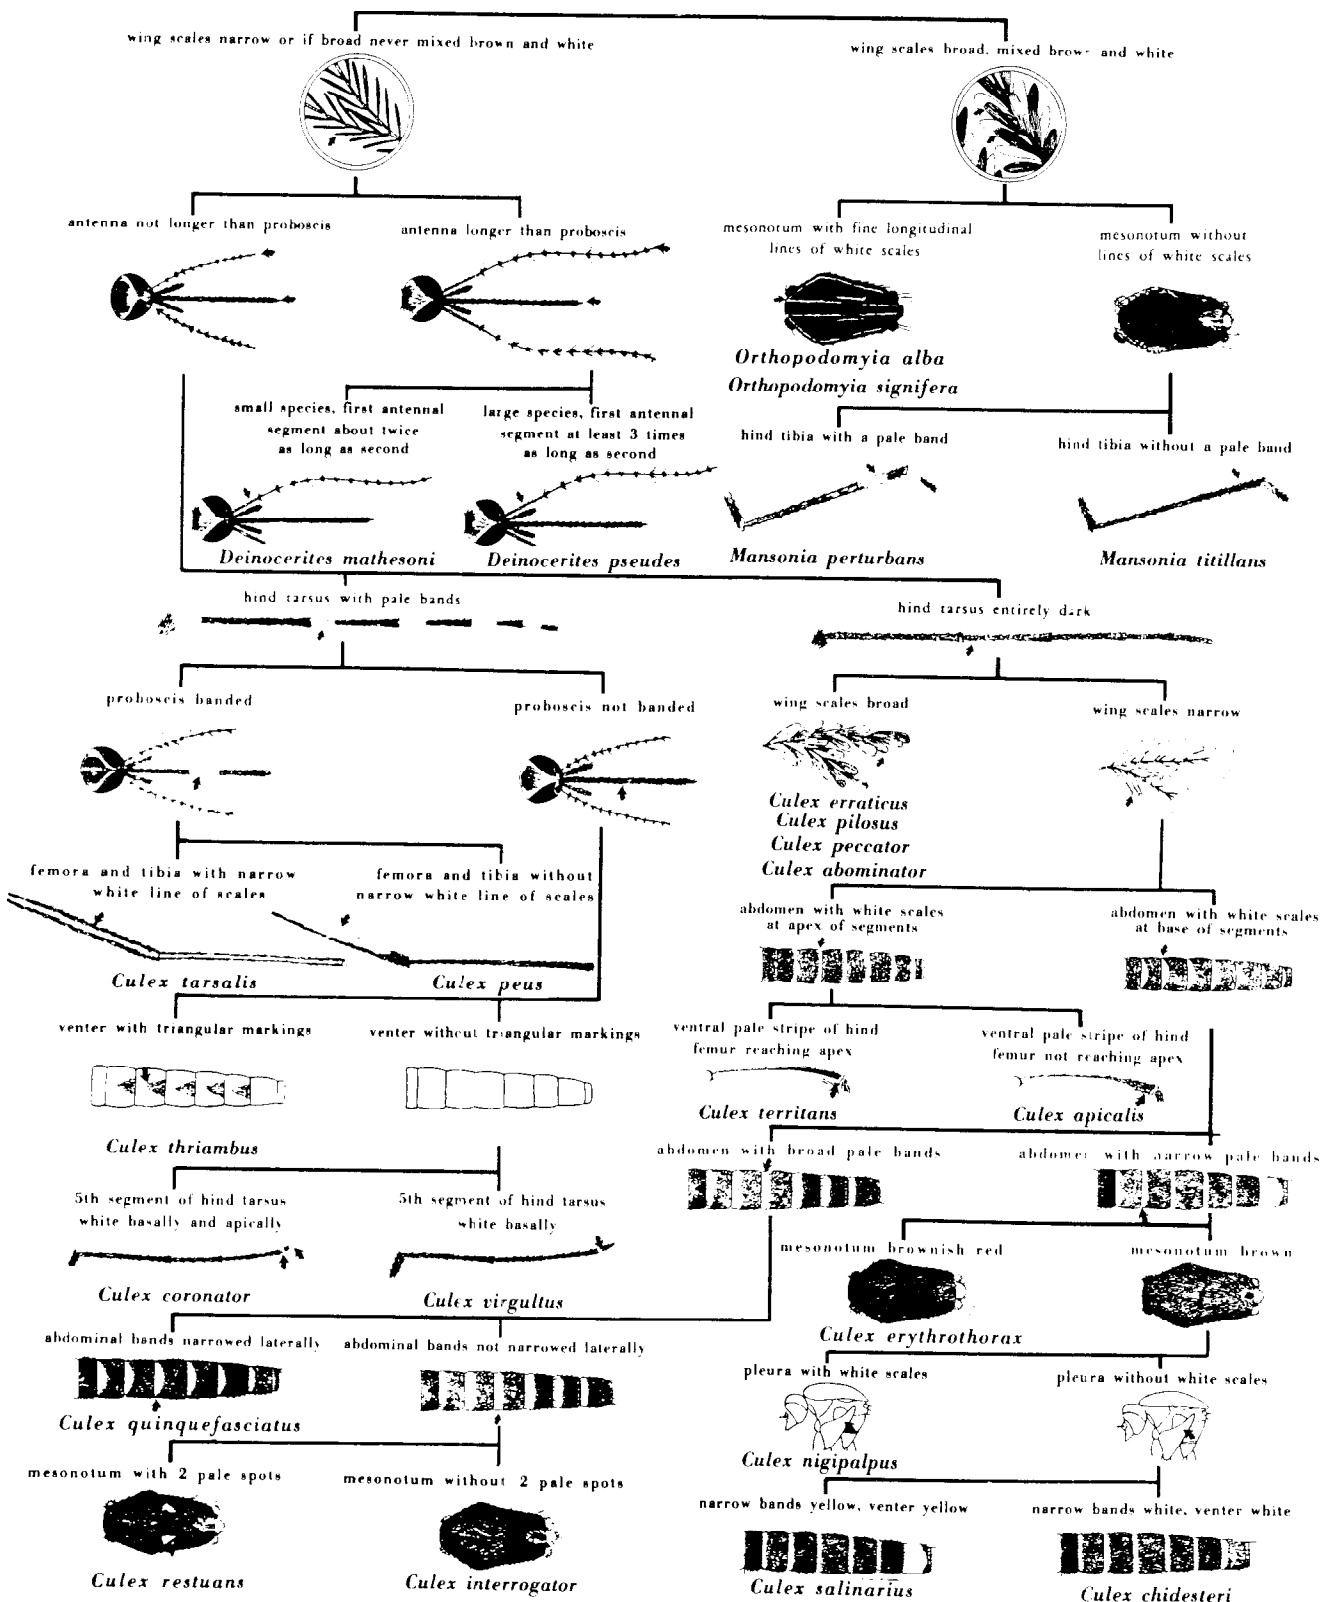 wing scales narrow or if broad never mixed brown and white
wing scales broad, mixed brown and white
antenna not longer than proboscis
antenna longer than proboscis
mesonotum with fine longitudinal
lines of white scales
mesonotum without
lines of white scales
Orthopodomyia alba
Orthopodomyia signifera
small species, first antennal
segment about twice
as long as second
large species, first antennal
segment at least 3 times
as long as second
hind tibia with a pale band
hind tibia without a pale band
Deinocerites mathesoni
Deinocerites pseudes
Mansonia perturbans
Mansonia titillans
hind tarsus with pale bands
hind tarsus entirely dark
proboscis banded
proboscis not banded
wing scales broad
wing scales narrow
Culex erraticus
Culex pilosus
Culex peccator
Culex abominator
femora and tibia with narrow
white line of scales
femora and tibia without
narrow white line of scales
abdomen with white scales
at apex of segments
abdomen with white scales
at base of segments
Culex tarsalis
Culex peus
venter with triangular markings
venter without triangular markings
ventral pale stripe of hind
femur reaching apex
ventral pale stripe of hind
femur not reaching apex
Culex territans
Culex apicalis
Culex thriambus
abdomen with broad pale bands
abdomen with narrow pale bands
5th segment of hind tarsus
white basally and apically
5th segment of hind tarsus
white basally
mesonotum brownish red
mesonotum brown
Culex coronator
Culex virgultus
Culex erythrothorax
abdominal bands narrowed laterally
abdominal bands not narrowed laterally
pleura with white scales
pleura without white scales
Culex quinquefasciatus
Culex nigipalpus
mesonotum with 2 pale spots
mesonotum without 2 pale spots
narrow bands yellow, venter yellow
narrow bands white, venter white
Culex restuans
Culex interrogator
Culex salinarius
Culex chidesteri